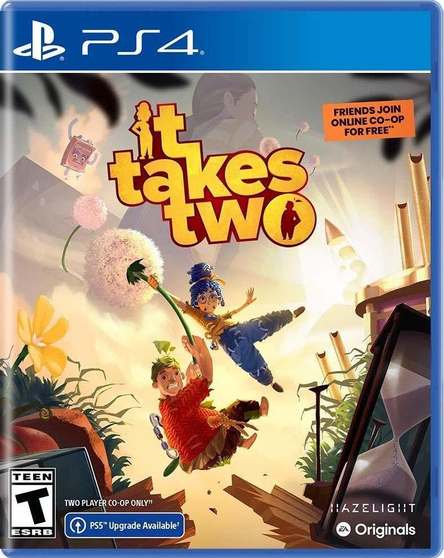 PS4
FRIENDS JOIN
ONLINE CO-OP
FOR FREE**
it
takes
two
TEEN
T
ESRB
TWO PLAYER CO-OP ONLY††
PS5™ Upgrade Available†
HAZELIGHT
EA Originals